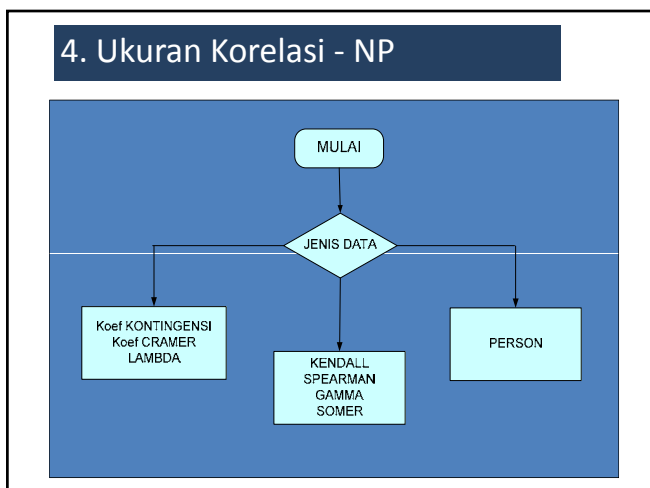 4. Ukuran Korelasi - NP
MULAI
JENIS DATA
Koef KONTINGENSI
Koef CRAMER
LAMBDA
KENDALL
SPEARMAN
GAMMA
SOMER
PERSON